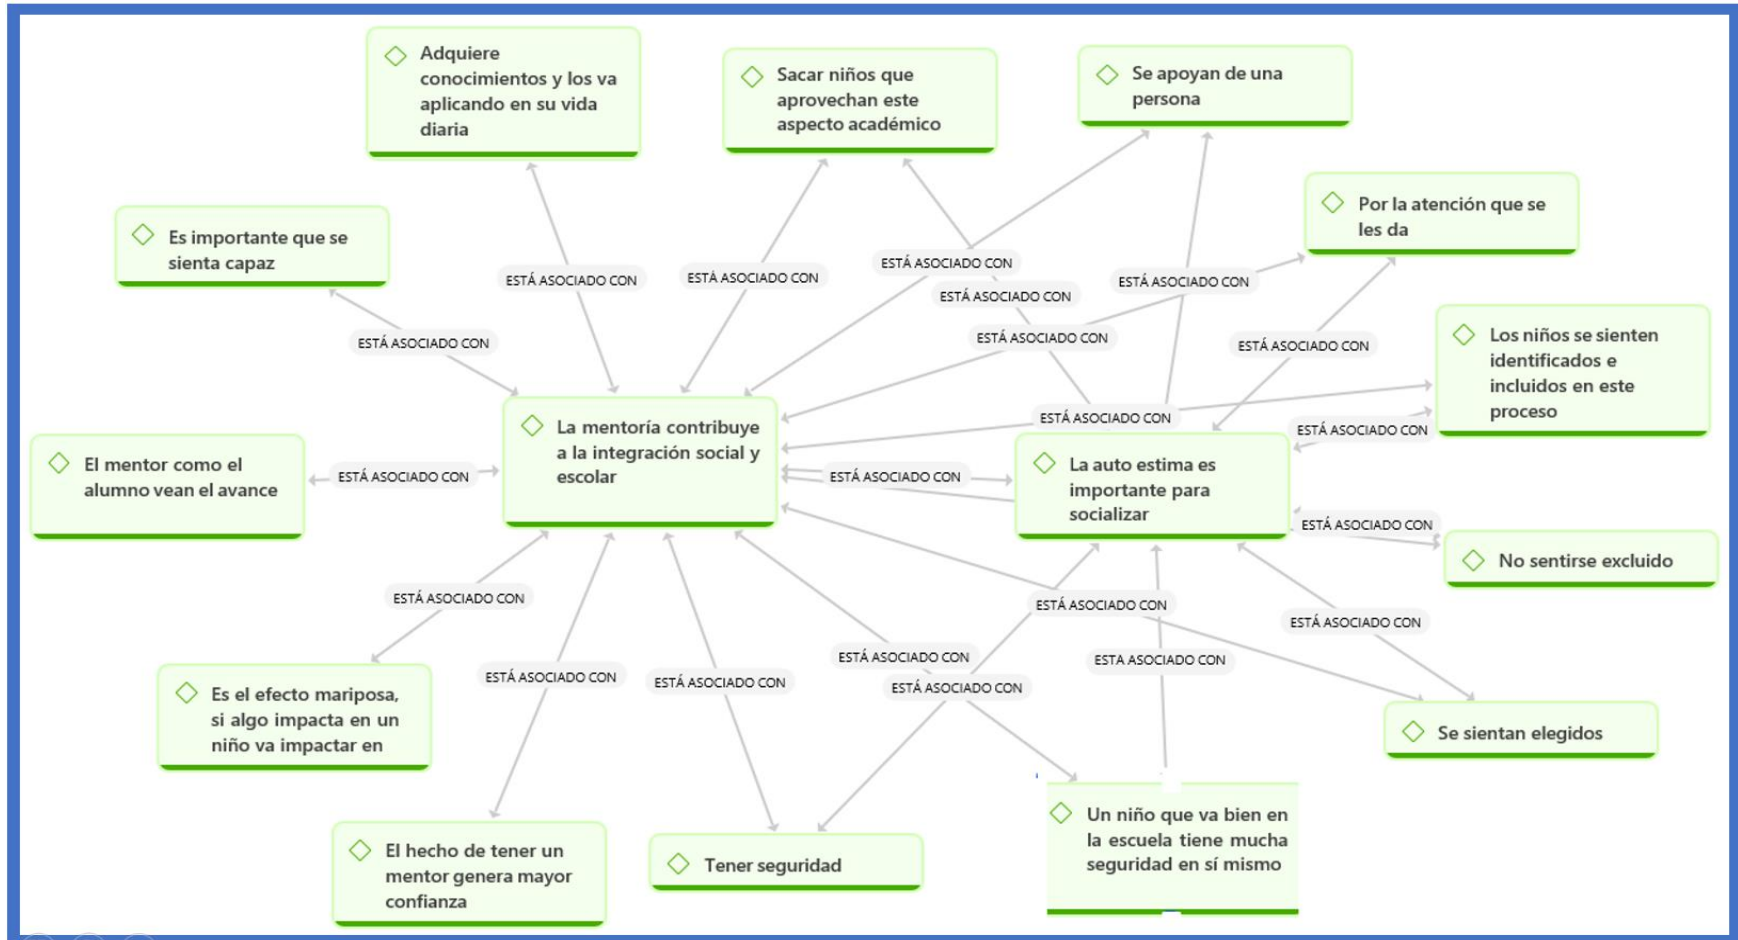 Adquiere
conocimientos y los va
aplicando en su vida
diaria
Sacar niños que
aprovechan este
aspecto académico
Se apoyan de una
persona
Por la atención que se
les da
Es importante que se
sienta capaz
ESTÁ ASOCIADO CON
ESTÁ ASOCIADO CON
ESTÁ ASOCIADO CON
ESTÁ ASOCIADO CON
ESTÁ ASOCIADO CON
ESTÁ ASOCIADO CON
ESTÁ ASOCIADO CON
ESTÁ ASOCIADO CON
ESTÁ ASOCIADO CON
Los niños se sienten
identificados e
incluidos en este
proceso
La mentoría contribuye
a la integración social y
escolar
ESTÁ ASOCIADO CON
ESTÁ ASOCIADO CON
El mentor como el
alumno vean el avance
ESTÁ ASOCIADO CON
ESTÁ ASOCIADO CON
La auto estima es
importante para
socializar
ESTÁ ASOCIADO CON
No sentirse excluido
ESTÁ ASOCIADO CON
ESTÁ ASOCIADO CON
ESTÁ ASOCIADO CON
ESTÁ ASOCIADO CON
ESTA ASOCIADO CON
ESTÁ ASOCIADO CON
ESTÁ ASOCIADO CON
ESTÁ ASOCIADO CON
Es el efecto mariposa,
si algo impacta en un
niño va impactar en
Se sientan elegidos
El hecho de tener un
mentor genera mayor
confianza
Tener seguridad
Un niño que va bien en
la escuela tiene mucha
seguridad en sí mismo